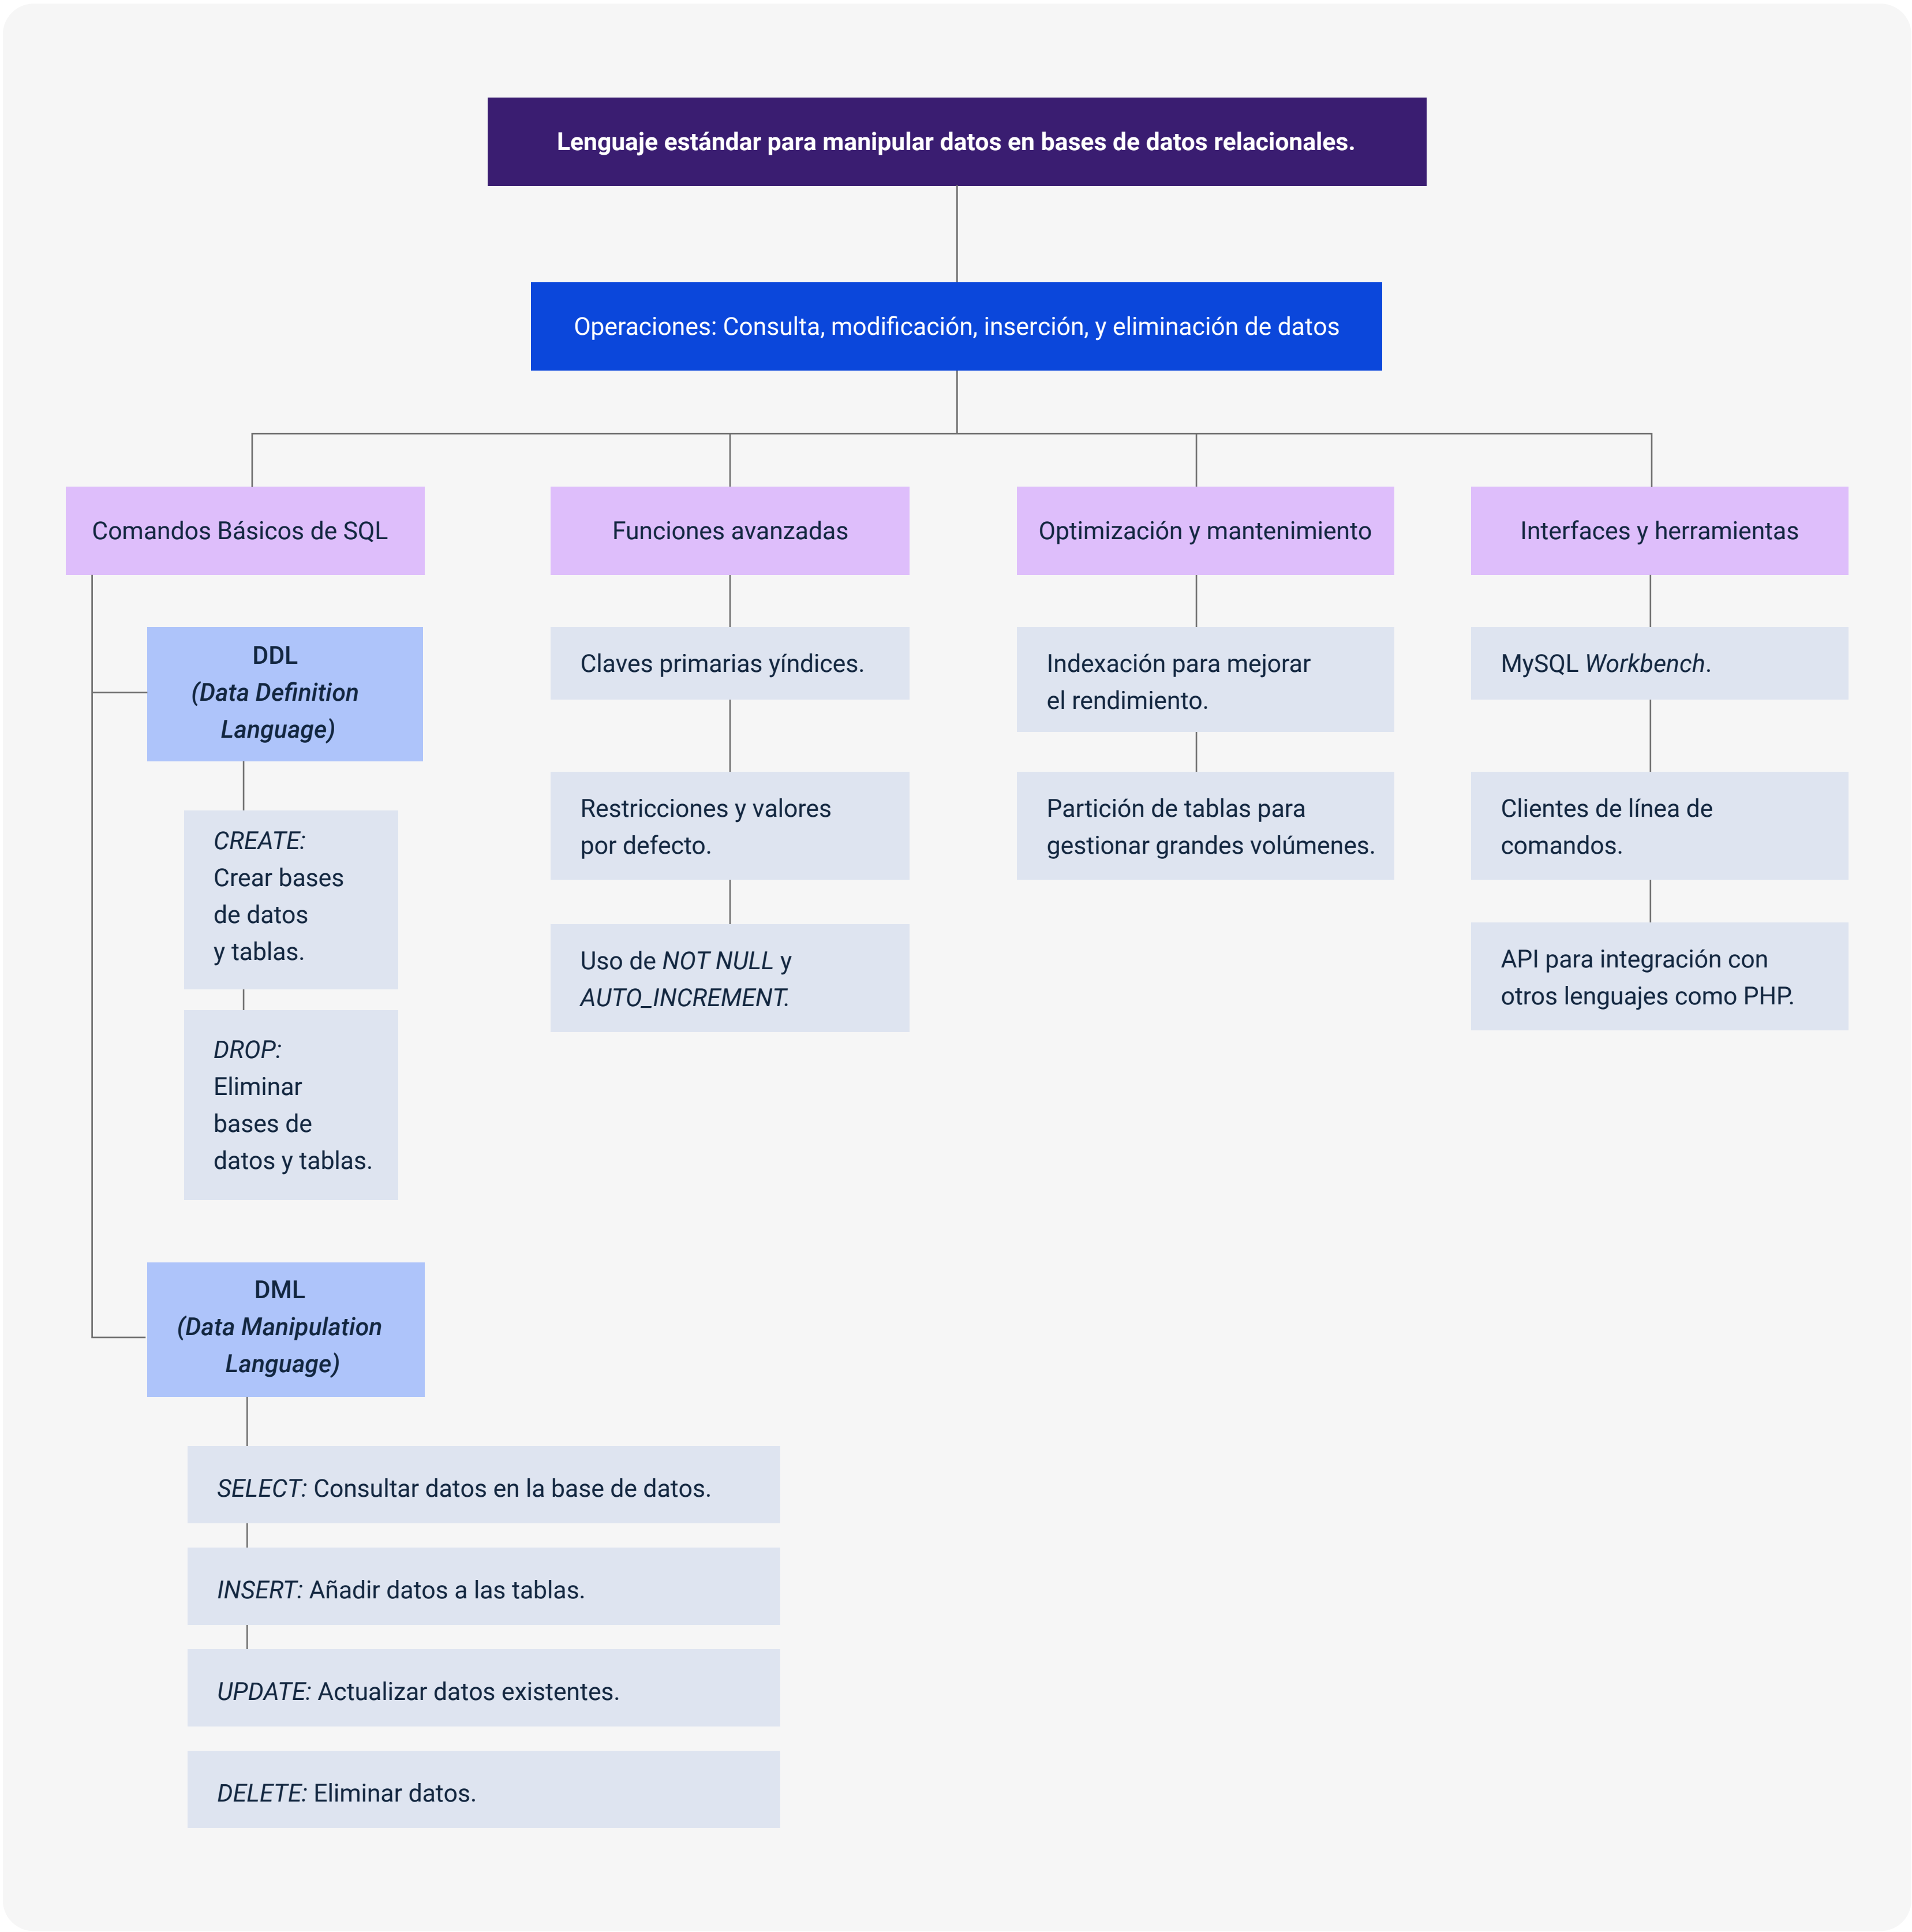 Lenguaje estándar para manipular datos en bases de datos relacionales.
Operaciones: Consulta, modificación, inserción, y eliminación de datos
Comandos Básicos de SQL
DDL
(Data Definition
Language)
CREATE:
Crear bases
de datos
y tablas.
DROP:
Eliminar
bases de
datos y tablas.
DML
(Data Manipulation
Language)
SELECT: Consultar datos en la base de datos.
INSERT: Añadir datos a las tablas.
UPDATE: Actualizar datos existentes.
DELETE: Eliminar datos.
Funciones avanzadas
Claves primarias yíndices.
Restricciones y valores
por defecto.
Uso de NOT NULL y
AUTO_INCREMENT.
Optimización y mantenimiento
Indexación para mejorar
el rendimiento.
Partición de tablas para
gestionar grandes volúmenes.
Interfaces y herramientas
MySQL Workbench.
Clientes de línea de
comandos.
API para integración con
otros lenguajes como PHP.